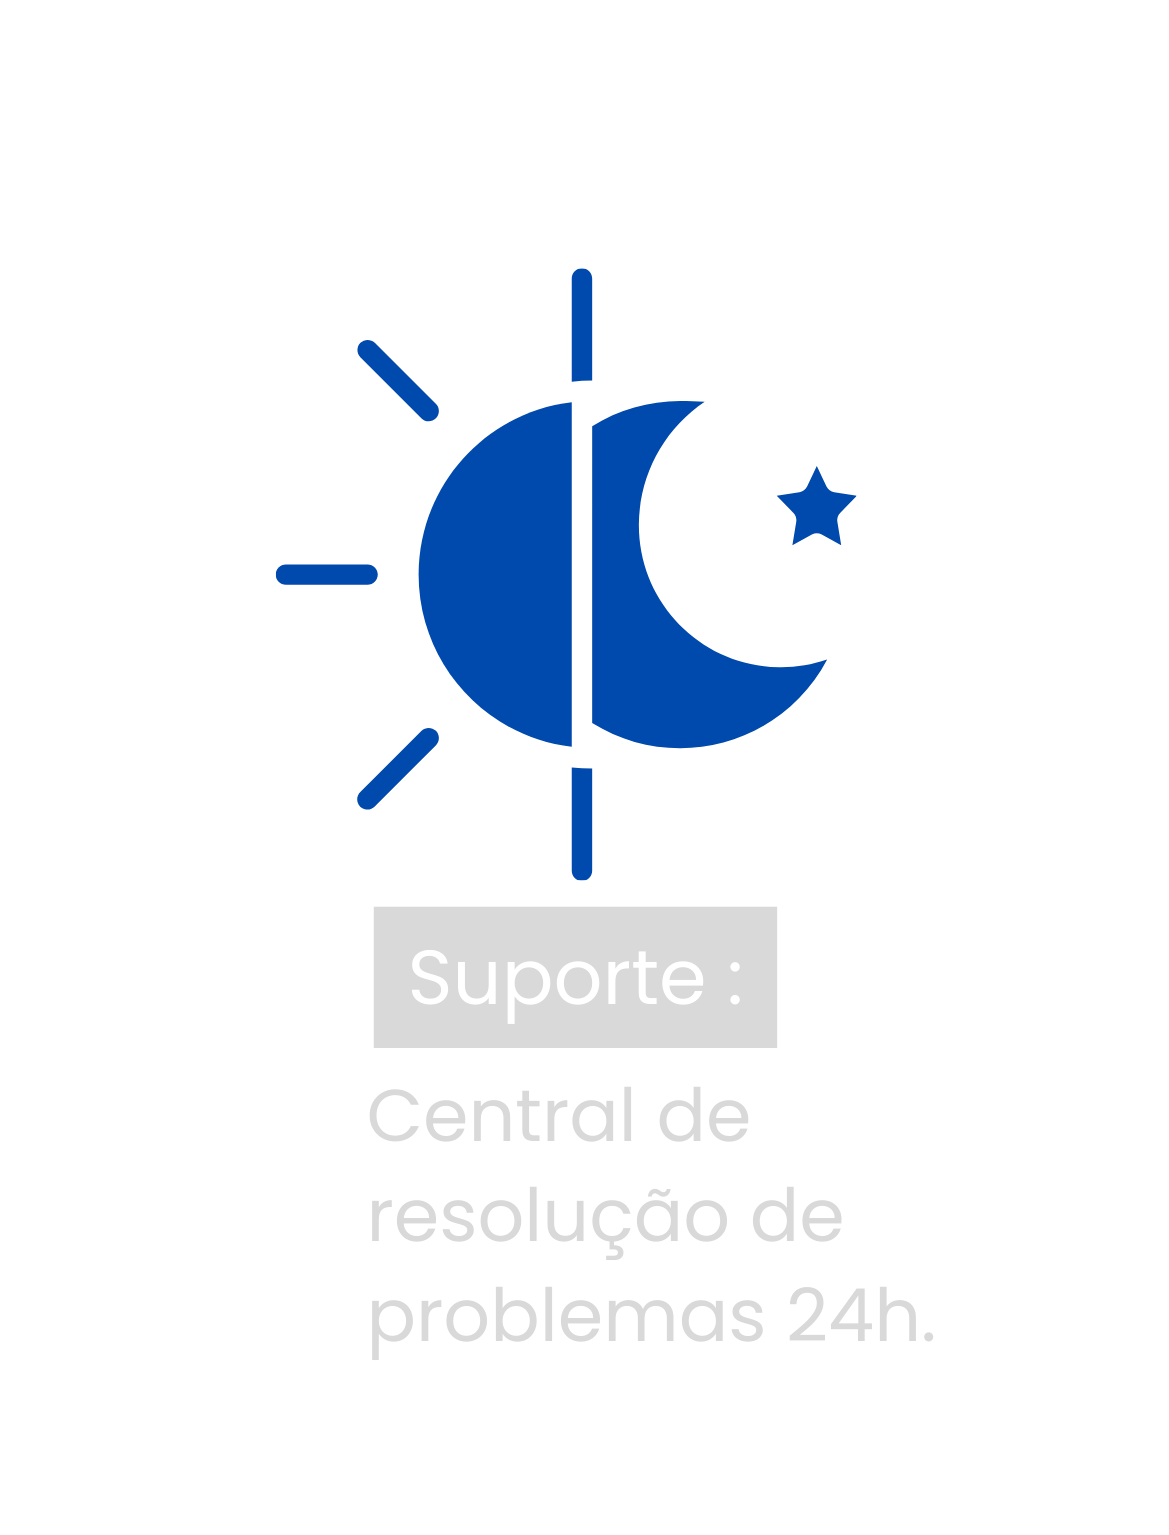 Suporte :
Central de
resolução de
problemas 24h.